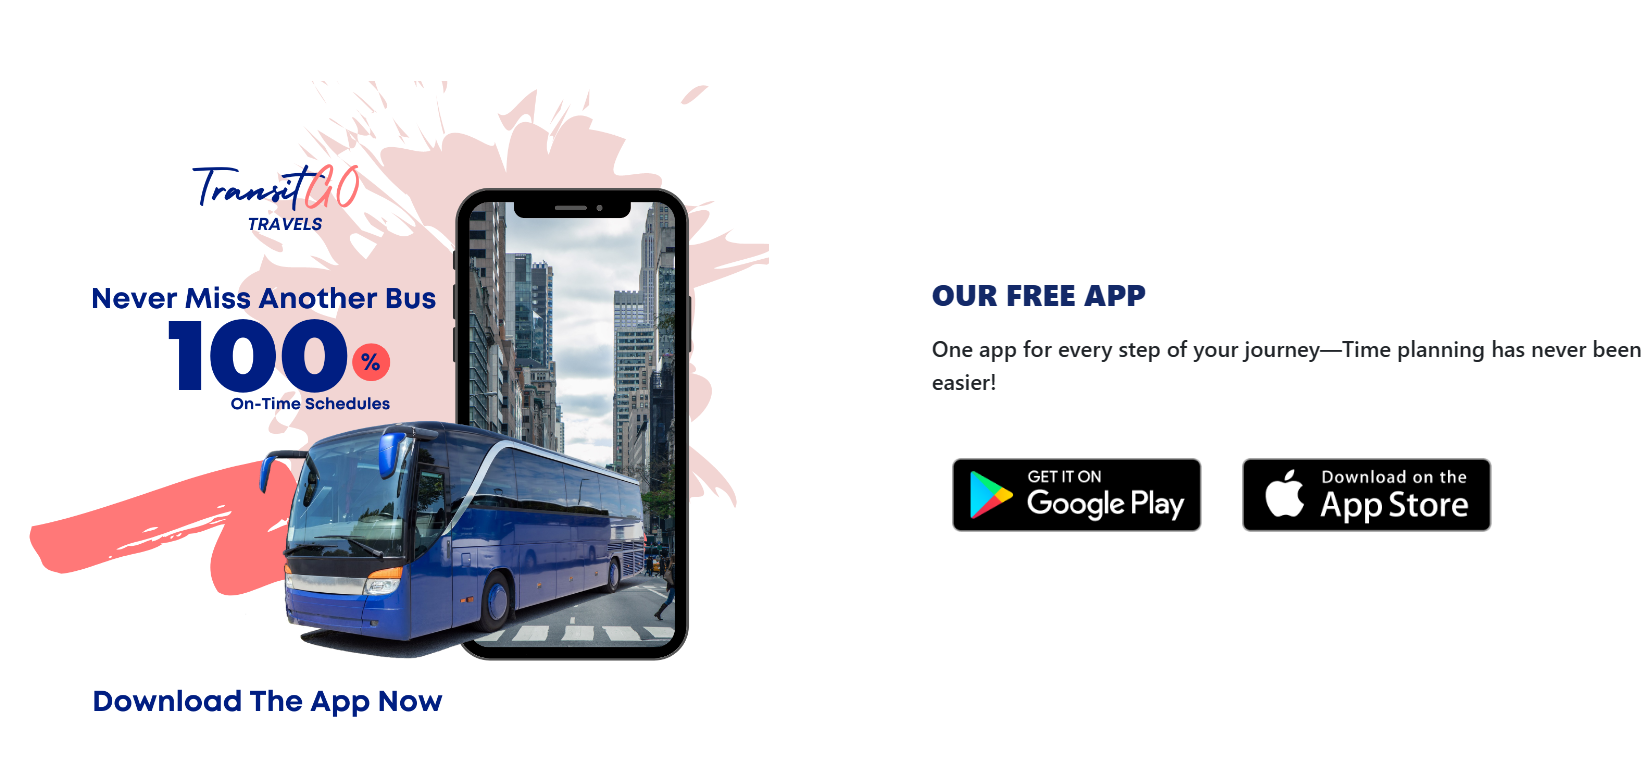 TransitGO
TRAVELS
Never Miss Another Bus
100%
On-Time Schedules
Download The App Now
OUR FREE APP
One app for every step of your journey—Time planning has never been
easier!
GET IT ON
Google Play
Download on the
App Store